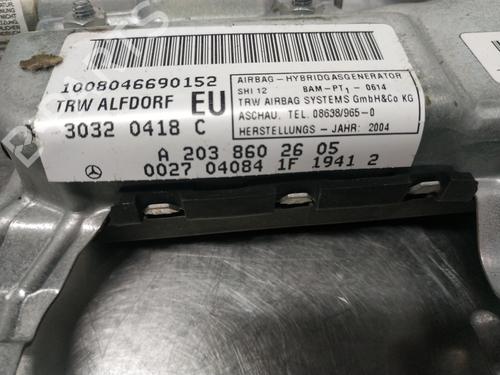 1008046690152
TRW ALFDORF EU
3032 0418 C
AIRBAG - HYBRIDGASGENERATOR
SHI 12 BAM-PT1-0614
TRW AIRBAG SYSTEMS GmbH&Co KG
ASCHAU. TEL. 08638/965-0
HERSTELLUNGS - JAHR: 2004
A 203 860 26 05
0027 04084 1F 1941 2